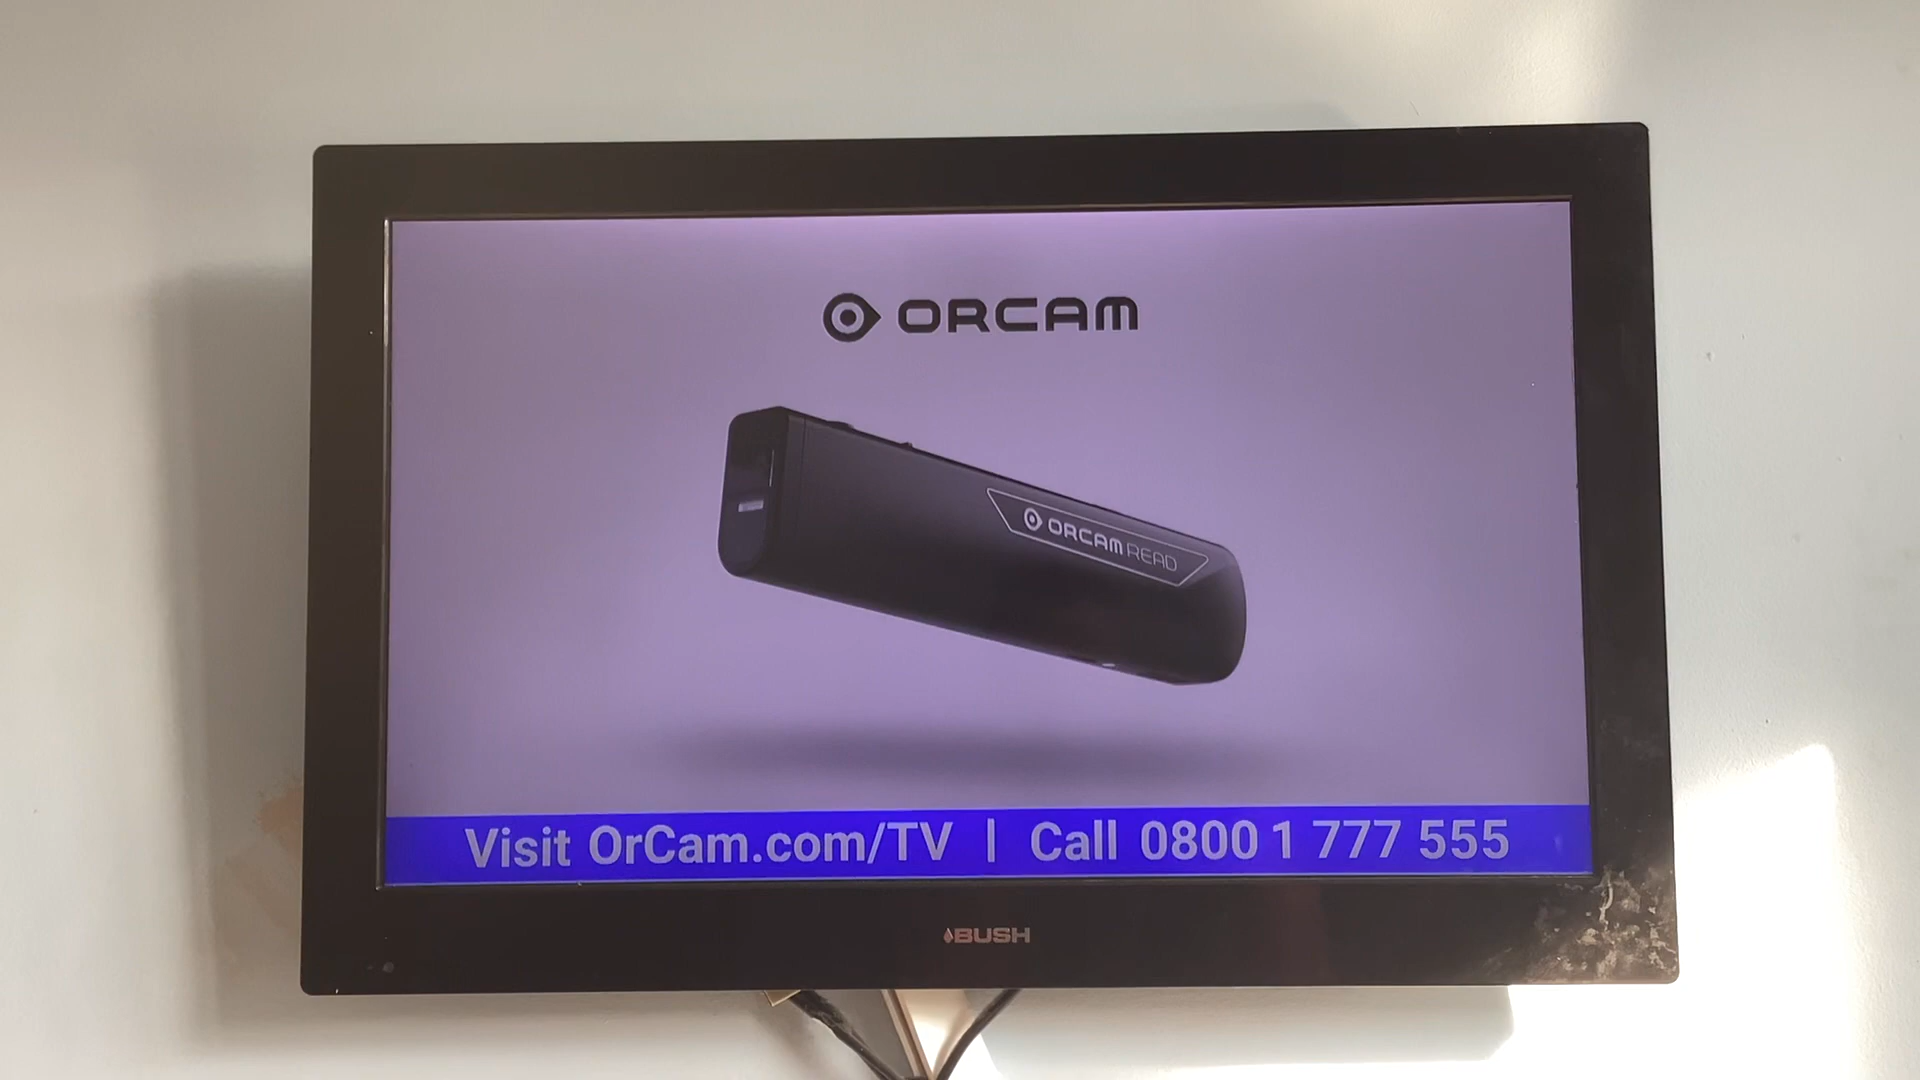 ORCAM
ORCAM READ
Visit OrCam.com/TV | Call 0800 1 777 555
BUSH